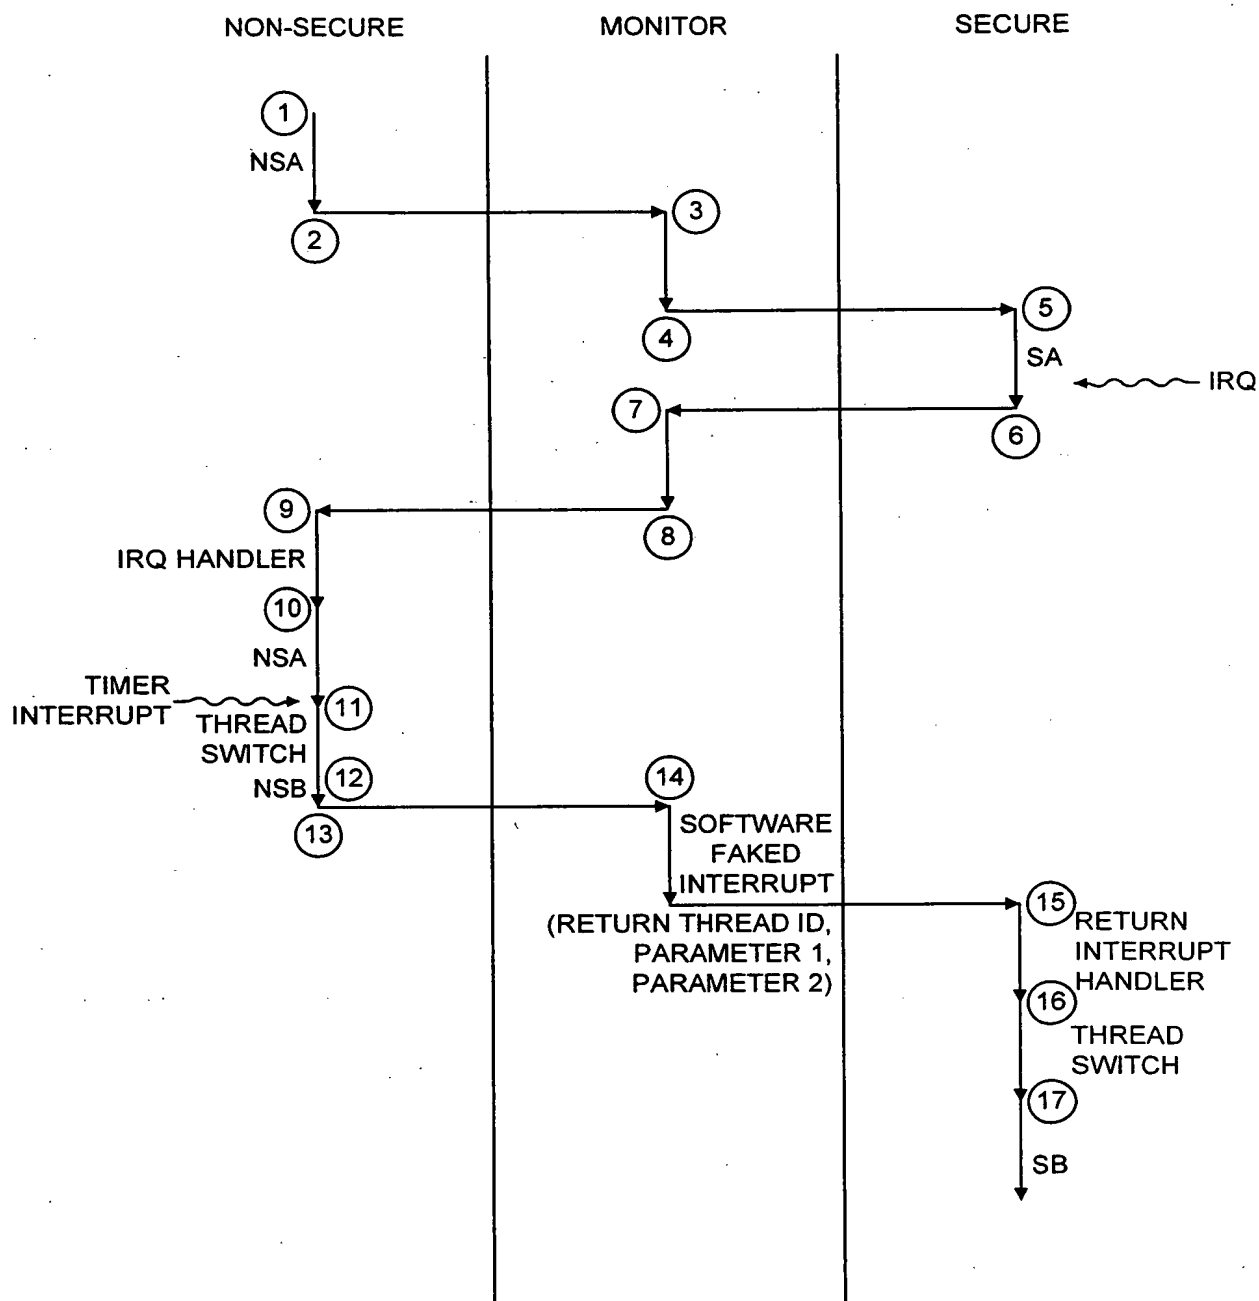 NON-SECURE
MONITOR
SECURE
1
NSA
2
3
4
5
SA
IRQ
6
7
8
9
IRQ HANDLER
10
NSA
TIMER
INTERRUPT
11
THREAD
SWITCH
NSB
12
13
14
SOFTWARE
FAKED
INTERRUPT
(RETURN THREAD ID,
PARAMETER 1,
PARAMETER 2)
15
RETURN
INTERRUPT
HANDLER
16
THREAD
SWITCH
17
SB